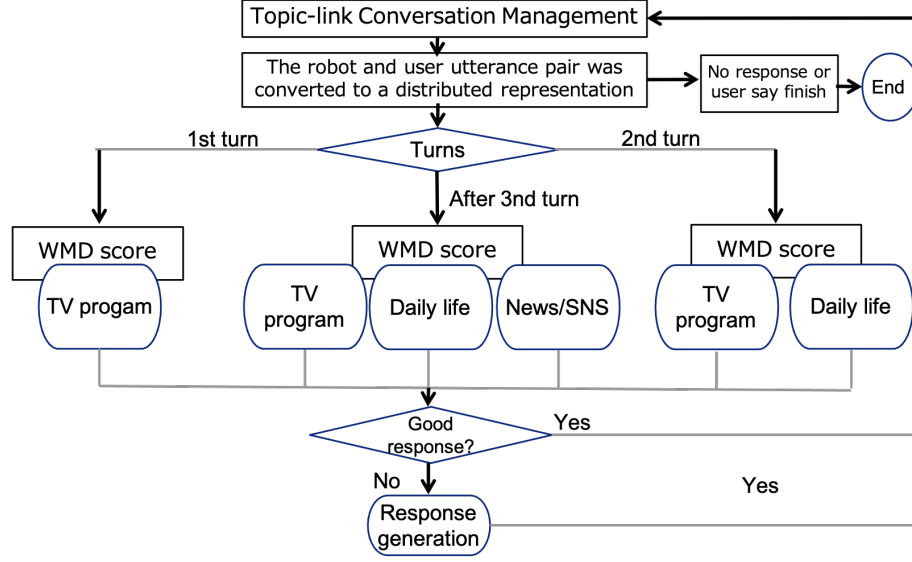 Topic-link Conversation Management
The robot and user utterance pair was
converted to a distributed representation
No response or
user say finish
End
1st turn
Turns
2nd turn
After 3nd turn
WMD score
TV progam
WMD score
TV
program
Daily life
News/SNS
WMD score
TV
program
Daily life
Good
response?
Yes
No
Yes
Response
generation